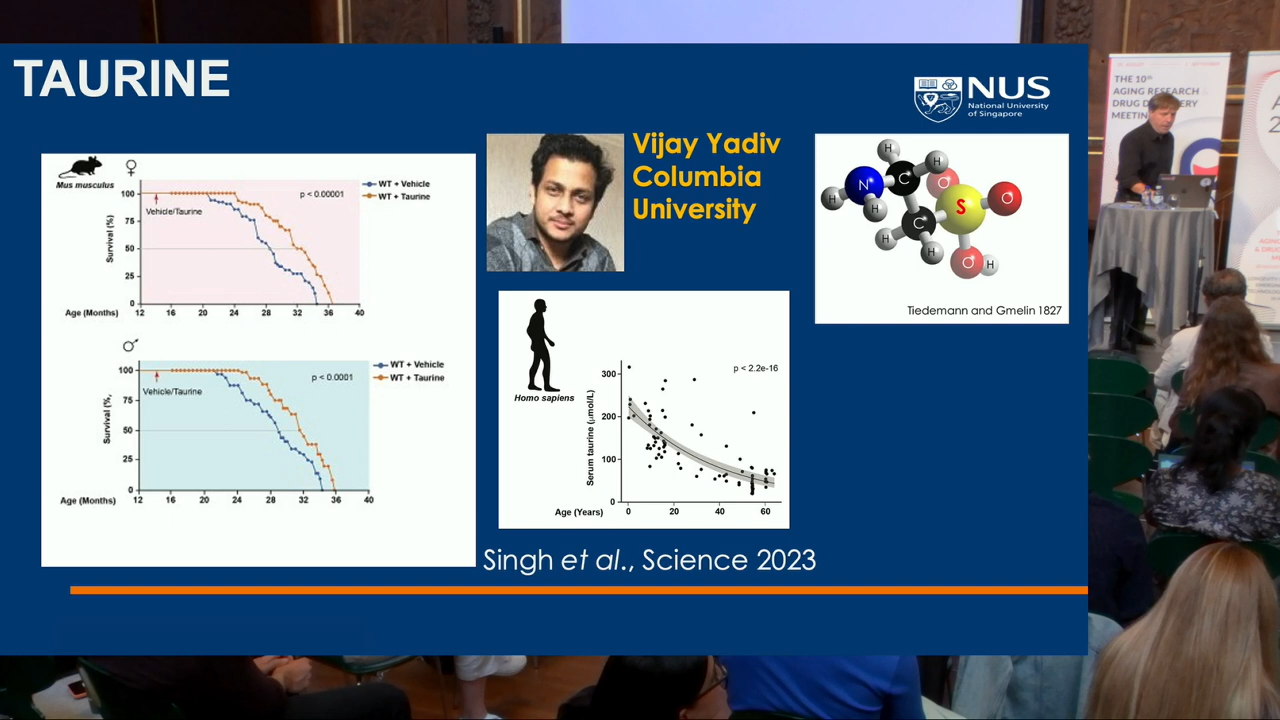 TAURINE
NUS
National University
of Singapore
Mus musculus
♀
p < 0.00001
WT + Vehicle
WT + Taurine
Vehicle/Taurine
Survival (%)
100
76
50
25
0
12
16
20
24
28
32
36
40
Age (Months)
♂
p < 0.0001
WT + Vehicle
WT + Taurine
Vehicle/Taurine
Survival (%,
100
75
50
25
0
12
16
20
24
28
32
36
40
Age (Months)
Vijay Yadiv
Columbia
University
Homo sapiens
p < 2.2e-16
Serum taurine (μmol/L)
300
200
100
0
0
20
40
60
Age (Years)
H
H
N
C
O
H
H
S
O
C
H
H
O
H
Tiedemann and Gmelin 1827
Singh et al., Science 2023
THE 10th
AGING RESEARCH
DRUG
MEETIN